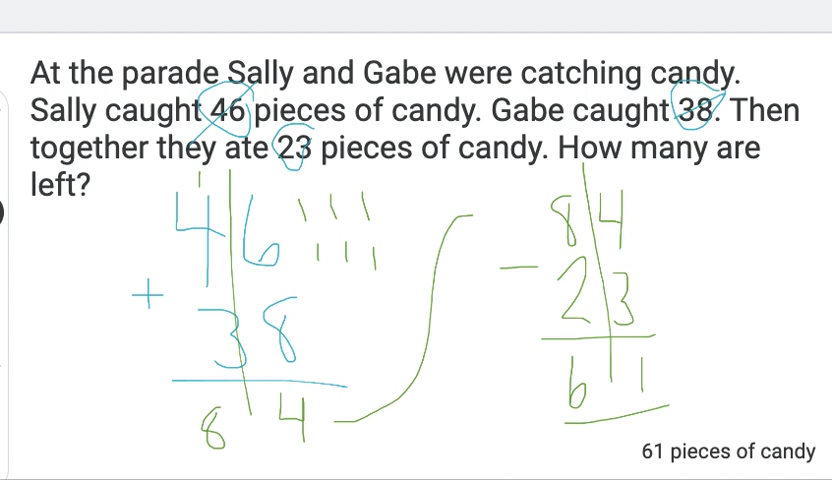 At the parade Sally and Gabe were catching candy.
Sally caught 46 pieces of candy. Gabe caught 38. Then
together they ate 23 pieces of candy. How many are
left?
1
46
+
38
84
84
-
23
61
61 pieces of candy